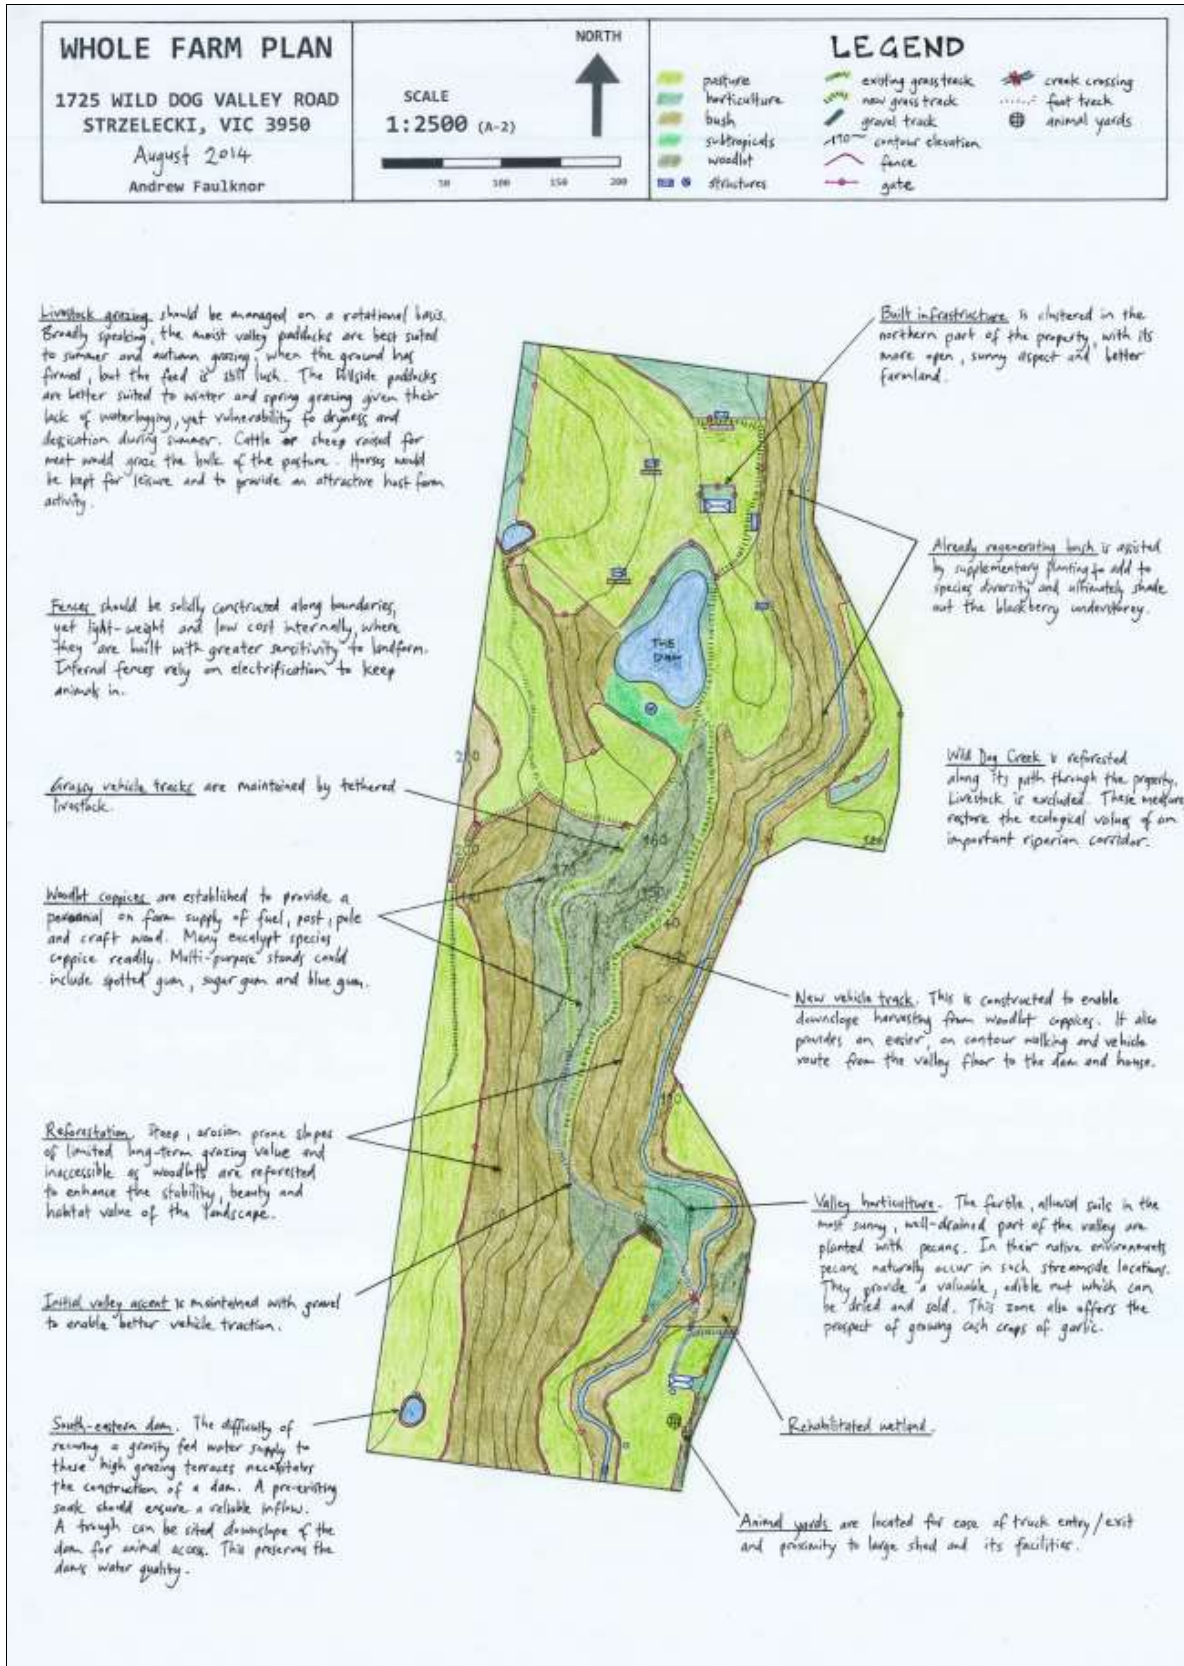 WHOLE FARM PLAN
1725 WILD DOG VALLEY ROAD
STRZELECKI, VIC 3950
August 2014
Andrew Faulknor
SCALE
1:2500 (A-2)
50 100 150 200
NORTH
LEGEND
pasture
horticulture
bush
subtropicals
woodlot
structures
existing grass track
new grass track
gravel track
170 contour elevation
fence
gate
creek crossing
foot track
animal yards
Livestock grazing should be managed on a rotational basis.
Broadly speaking, the moist valley paddocks are best suited
to summer and autumn grazing, when the ground has
firmed, but the feed is still lush. The hillside paddocks
are better suited to winter and spring grazing given their
lack of waterlogging, yet vulnerability to dryness and
desication during summer. Cattle or sheep raised for
meat would graze the bulk of the pasture. Horses would
be kept for leisure and to provide an attractive host farm
activity.
Built infrastructure is clustered in the
northern part of the property, with its
more open, sunny aspect and better
farmland.
Already regenerating bush is assisted
by supplementary planting to add to
species diversity and ultimately shade
out the blackberry understorey.
Fences should be solidly constructed along boundaries,
yet light-weight and low cost internally, where
they are built with greater sensitivity to landform.
Internal fences rely on electrification to keep
animals in.
THE
DAM
Wild Dog Creek is reforested
along its path through the property.
Livestock is excluded. These measure
restore the ecological values of an
important riparian corridor.
Grassy vehicle tracks are maintained by tethered
livestock.
160
170
150
Woodlot coppices are established to provide a
perennial on farm supply of fuel, post, pole
and craft wood. Many eucalypt species
coppice readily. Multi-purpose stands could
include spotted gum, sugar gum and blue gum.
New vehicle track. This is constructed to enable
downslope harvesting from woodlot coppices. It also
provides an easier, on contour walking and vehicle
route from the valley floor to the dam and house.
Reforestation. Steep, erosion prone slopes
of limited long-term grazing value and
inaccessible as woodlots are reforested
to enhance the stability, beauty and
habitat value of the landscape.
Valley horticulture. The fertile, alluvial soils in the
most sunny, well-drained part of the valley are
planted with pecans. In their native environments
pecans naturally occur in such streamside locations.
They provide a valuable, edible nut which can
be dried and sold. This zone also offers the
prospect of growing cash crops of garlic.
Initial valley ascent is maintained with gravel
to enable better vehicle traction.
South-eastern dam. The difficulty of
securing a gravity fed water supply to
these high grazing terraces necessitates
the construction of a dam. A pre-existing
soak should ensure a reliable inflow.
A trough can be sited downslope of the
dam for animal access. This preserves the
dams water quality.
Rehabilitated wetland.
Animal yards are located for ease of truck entry/exit
and proximity to large shed and its facilities.